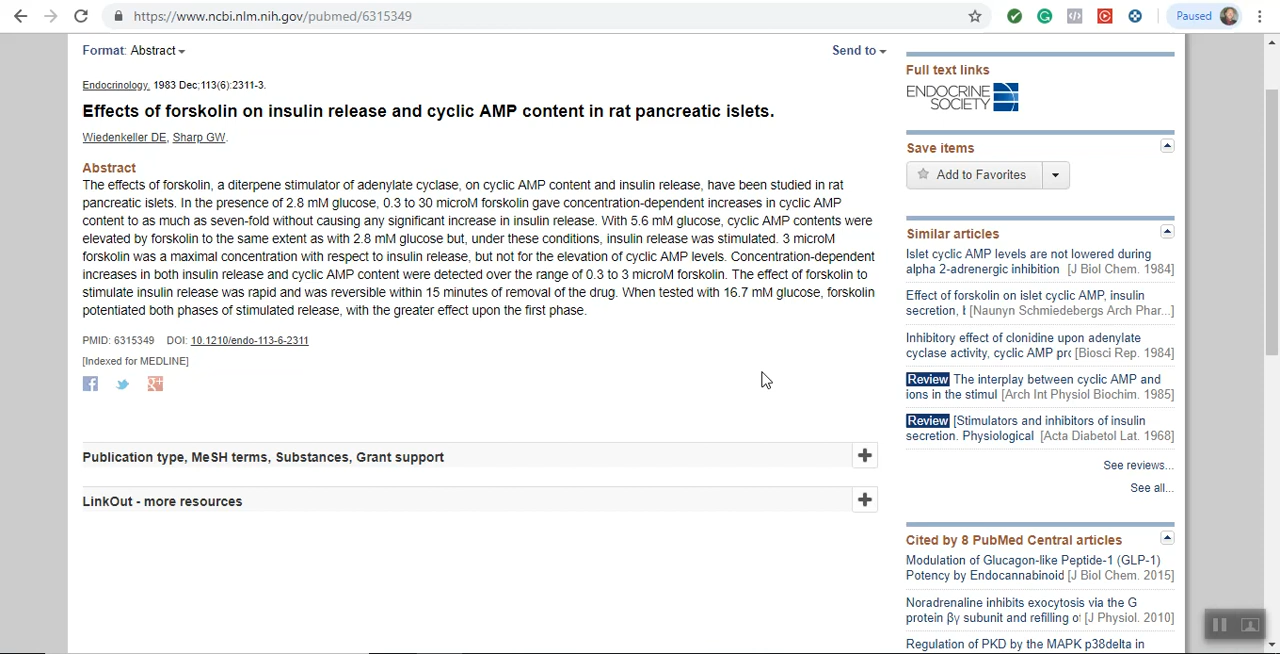 https://www.ncbi.nlm.nih.gov/pubmed/6315349
Paused
Format: Abstract
Send to
Endocrinology. 1983 Dec;113(6):2311-3.
Effects of forskolin on insulin release and cyclic AMP content in rat pancreatic islets.
Wiedenkeller DE, Sharp GW.
Abstract
The effects of forskolin, a diterpene stimulator of adenylate cyclase, on cyclic AMP content and insulin release, have been studied in rat
pancreatic islets. In the presence of 2.8 mM glucose, 0.3 to 30 microM forskolin gave concentration-dependent increases in cyclic AMP
content to as much as seven-fold without causing any significant increase in insulin release. With 5.6 mM glucose, cyclic AMP contents were
elevated by forskolin to the same extent as with 2.8 mM glucose but, under these conditions, insulin release was stimulated. 3 microM
forskolin was a maximal concentration with respect to insulin release, but not for the elevation of cyclic AMP levels. Concentration-dependent
increases in both insulin release and cyclic AMP content were detected over the range of 0.3 to 3 microM forskolin. The effect of forskolin to
stimulate insulin release was rapid and was reversible within 15 minutes of removal of the drug. When tested with 16.7 mM glucose, forskolin
potentiated both phases of stimulated release, with the greater effect upon the first phase.
PMID: 6315349 DOI: 10.1210/endo-113-6-2311
[Indexed for MEDLINE]
Publication type, MeSH terms, Substances, Grant support
LinkOut - more resources
Full text links
ENDOCRINE
SOCIETY
Save items
Add to Favorites
Similar articles
Islet cyclic AMP levels are not lowered during
alpha 2-adrenergic inhibition [J Biol Chem. 1984]
Effect of forskolin on islet cyclic AMP, insulin
secretion, [Naunyn Schmiedebergs Arch Phar...]
Inhibitory effect of clonidine upon adenylate
cyclase activity, cyclic AMP pro [Biosci Rep. 1984]
Review The interplay between cyclic AMP and
ions in the stimul [Arch Int Physiol Biochim. 1985]
Review [Stimulators and inhibitors of insulin
secretion. Physiological [Acta Diabetol Lat. 1968]
See reviews...
See all...
Cited by 8 PubMed Central articles
Modulation of Glucagon-like Peptide-1 (GLP-1)
Potency by Endocannabinoid [J Biol Chem. 2015]
Noradrenaline inhibits exocytosis via the G
protein βγ subunit and refilling of [J Physiol. 2010]
Regulation of PKD by the MAPK p38delta in